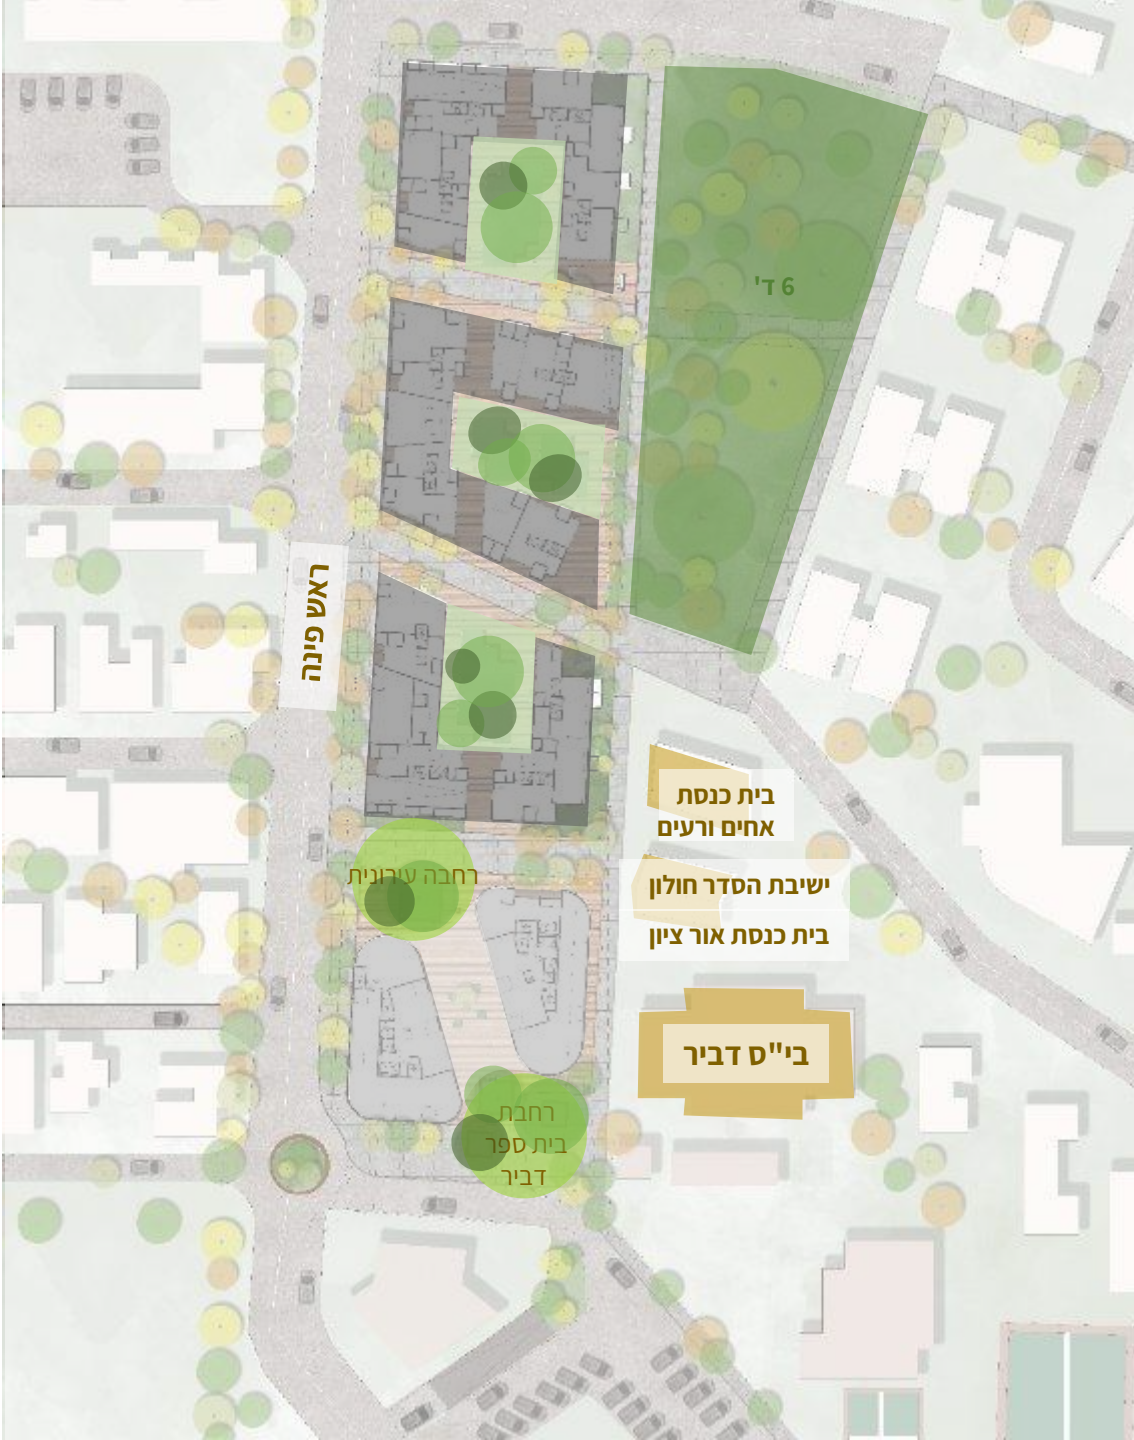 6 ד'
ראש פינה
בית כנסת
אחים ורעים
רחבה עירונית
ישיבת הסדר חולון
בית כנסת אור ציון
בי"ס דביר
רחבת
בית ספר
דביר